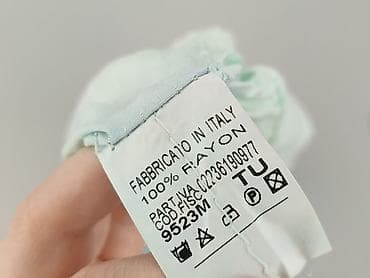 FABBRICATO IN ITALY
100% RAYON
TU
PART.IVA
COD.FISC.02236190977
9523M